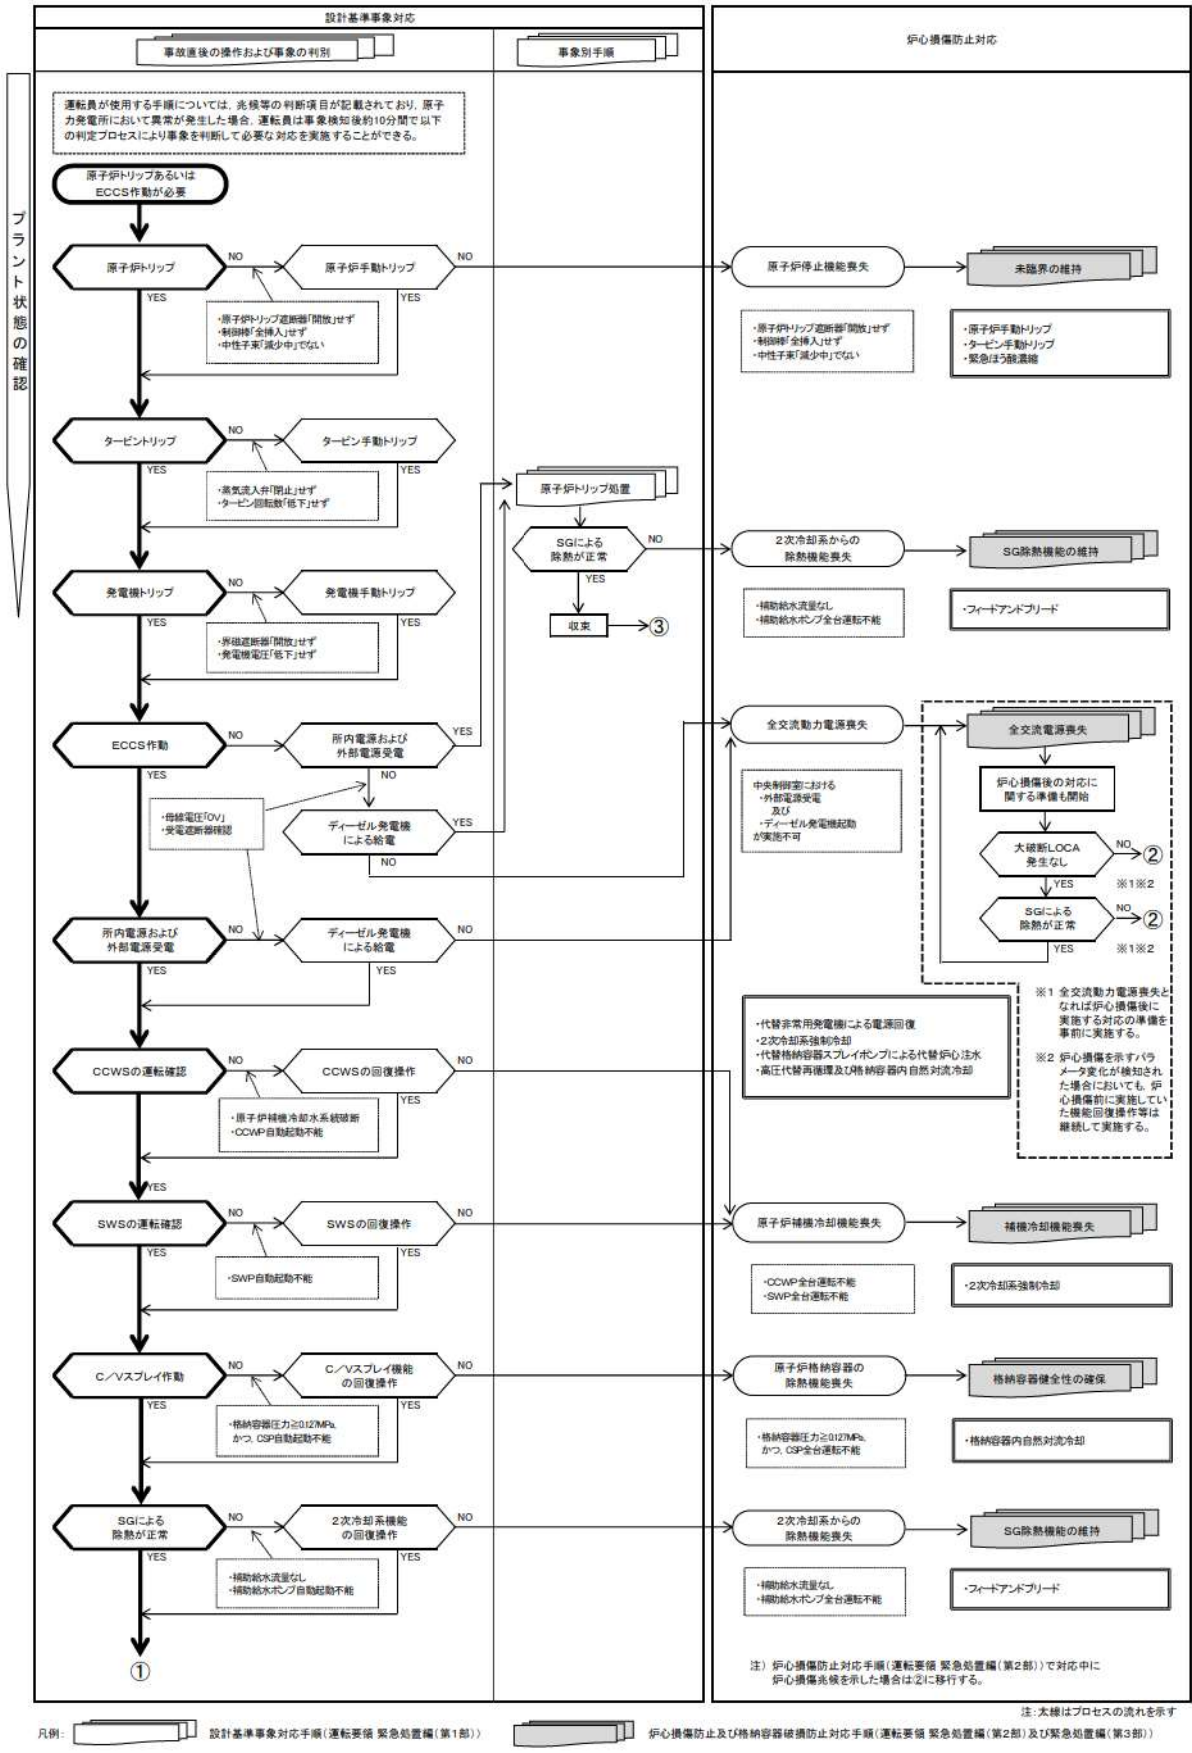 設計基準事象対応
事故直後の操作および事象の判別
事象別手順
炉心損傷防止対応
プラント状態の確認
運転員が使用する手順については、兆候等の判断項目が記載されており、原子
力発電所において異常が発生した場合、運転員は事象検知後約10分間で以下
の判定プロセスにより事象を判断して必要な対応を実施することができる。
原子炉トリップあるいは
ECCS作動が必要
原子炉トリップ
NO
原子炉手動トリップ
NO
原子炉停止機能喪失
未臨界の維持
YES
YES
・原子炉トリップ遮断器「開放」せず
・制御棒「全挿入」せず
・中性子束「減少中」でない
・原子炉トリップ遮断器「開放」せず
・制御棒「全挿入」せず
・中性子束「減少中」でない
・原子炉手動トリップ
・タービン手動トリップ
・緊急ほう酸濃縮
タービントリップ
NO
タービン手動トリップ
YES
YES
・蒸気流入弁「閉止」せず
・タービン回転数「低下」せず
原子炉トリップ処置
SGによる
除熱が正常
NO
YES
収束
③
2次冷却系からの
除熱機能喪失
SG除熱機能の維持
・補助給水流量なし
・補助給水ポンプ全台運転不能
・フィードアンドブリード
発電機トリップ
NO
発電機手動トリップ
YES
YES
・界磁遮断器「開放」せず
・発電機電圧「低下」せず
ECCS作動
NO
所内電源および
外部電源受電
YES
YES
NO
・母線電圧「0V」
・受電遮断器確認
ディーゼル発電機
による給電
YES
NO
全交流動力電源喪失
全交流電源喪失
中央制御室における
・外部電源受電
及び
・ディーゼル発電機起動
が実施不可
炉心損傷後の対応に
関する準備も開始
大破断LOCA
発生なし
NO
②
YES
※1※2
SGによる
除熱が正常
NO
②
YES
※1※2
所内電源および
外部電源受電
NO
ディーゼル発電機
による給電
NO
YES
YES
・代替非常用発電機による電源回復
・2次冷却系強制冷却
・代替格納容器スプレイポンプによる代替炉心注水
・高圧代替再循環及び格納容器内自然対流冷却
※1 全交流動力電源喪失と
なれば炉心損傷後に
実施する対応の準備を
事前に実施する。
※2 炉心損傷を示すパラ
メータ変化が検知され
た場合においても、炉
心損傷前に実施してい
た機能回復操作等は
継続して実施する。
CCWSの運転確認
NO
CCWSの回復操作
NO
YES
・原子炉補機冷却水系統破断
・CCWP自動起動不能
YES
SWSの運転確認
NO
SWSの回復操作
NO
原子炉補機冷却機能喪失
補機冷却機能喪失
YES
YES
・SWP自動起動不能
・CCWP全台運転不能
・SWP全台運転不能
・2次冷却系強制冷却
C／Vスプレイ作動
NO
C／Vスプレイ機能
の回復操作
NO
原子炉格納容器の
除熱機能喪失
格納容器健全性の確保
YES
YES
・格納容器圧力≧0.127MPa、
かつ、CSP自動起動不能
・格納容器圧力≧0.127MPa、
かつ、CSP全台運転不能
・格納容器内自然対流冷却
SGによる
除熱が正常
NO
2次冷却系機能
の回復操作
NO
2次冷却系からの
除熱機能喪失
SG除熱機能の維持
YES
YES
・補助給水流量なし
・補助給水ポンプ自動起動不能
・補助給水流量なし
・補助給水ポンプ全台運転不能
・フィードアンドブリード
①
注） 炉心損傷防止対応手順（運転要領 緊急処置編（第2部））で対応中に
炉心損傷兆候を示した場合は②に移行する。
注：太線はプロセスの流れを示す
凡例：
設計基準事象対応手順（運転要領 緊急処置編（第1部））
炉心損傷防止及び格納容器破損防止対応手順（運転要領 緊急処置編（第2部）及び緊急処置編（第3部））